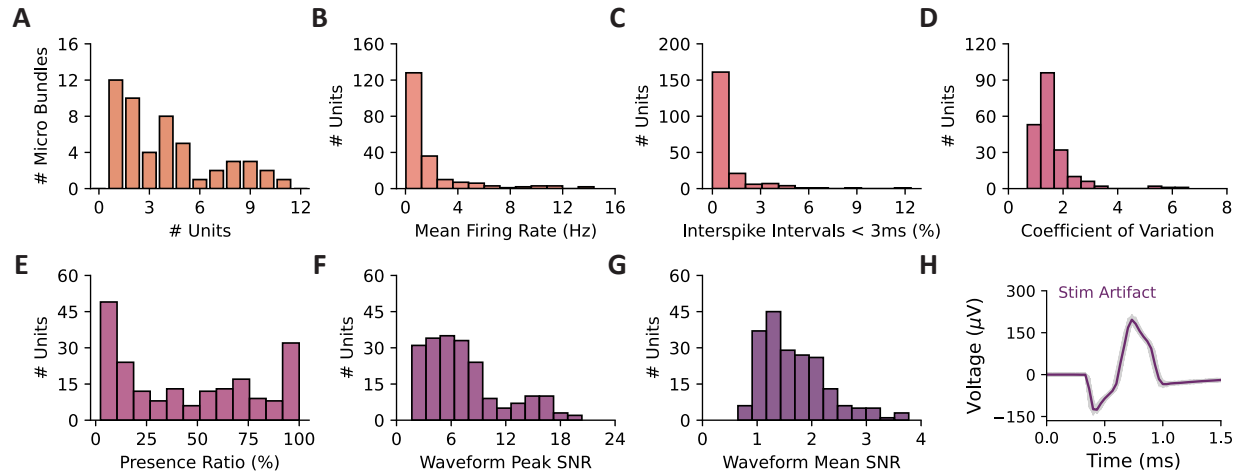 A
# Micro Bundles
16
12
8
4
0
0 3 6 9 12
# Units
B
# Units
160
120
80
40
0
0 4 8 12 16
Mean Firing Rate (Hz)
C
# Units
200
150
100
50
0
0 3 6 9 12
Interspike Intervals < 3ms (%)
D
# Units
120
90
60
30
0
0 2 4 6 8
Coefficient of Variation
E
# Units
60
45
30
15
0
0 25 50 75 100
Presence Ratio (%)
F
# Units
60
45
30
15
0
0 6 12 18 24
Waveform Peak SNR
G
# Units
60
45
30
15
0
0 1 2 3 4
Waveform Mean SNR
H
Stim Artifact
Voltage (μV)
300
150
0
−150
0.0 0.5 1.0 1.5
Time (ms)